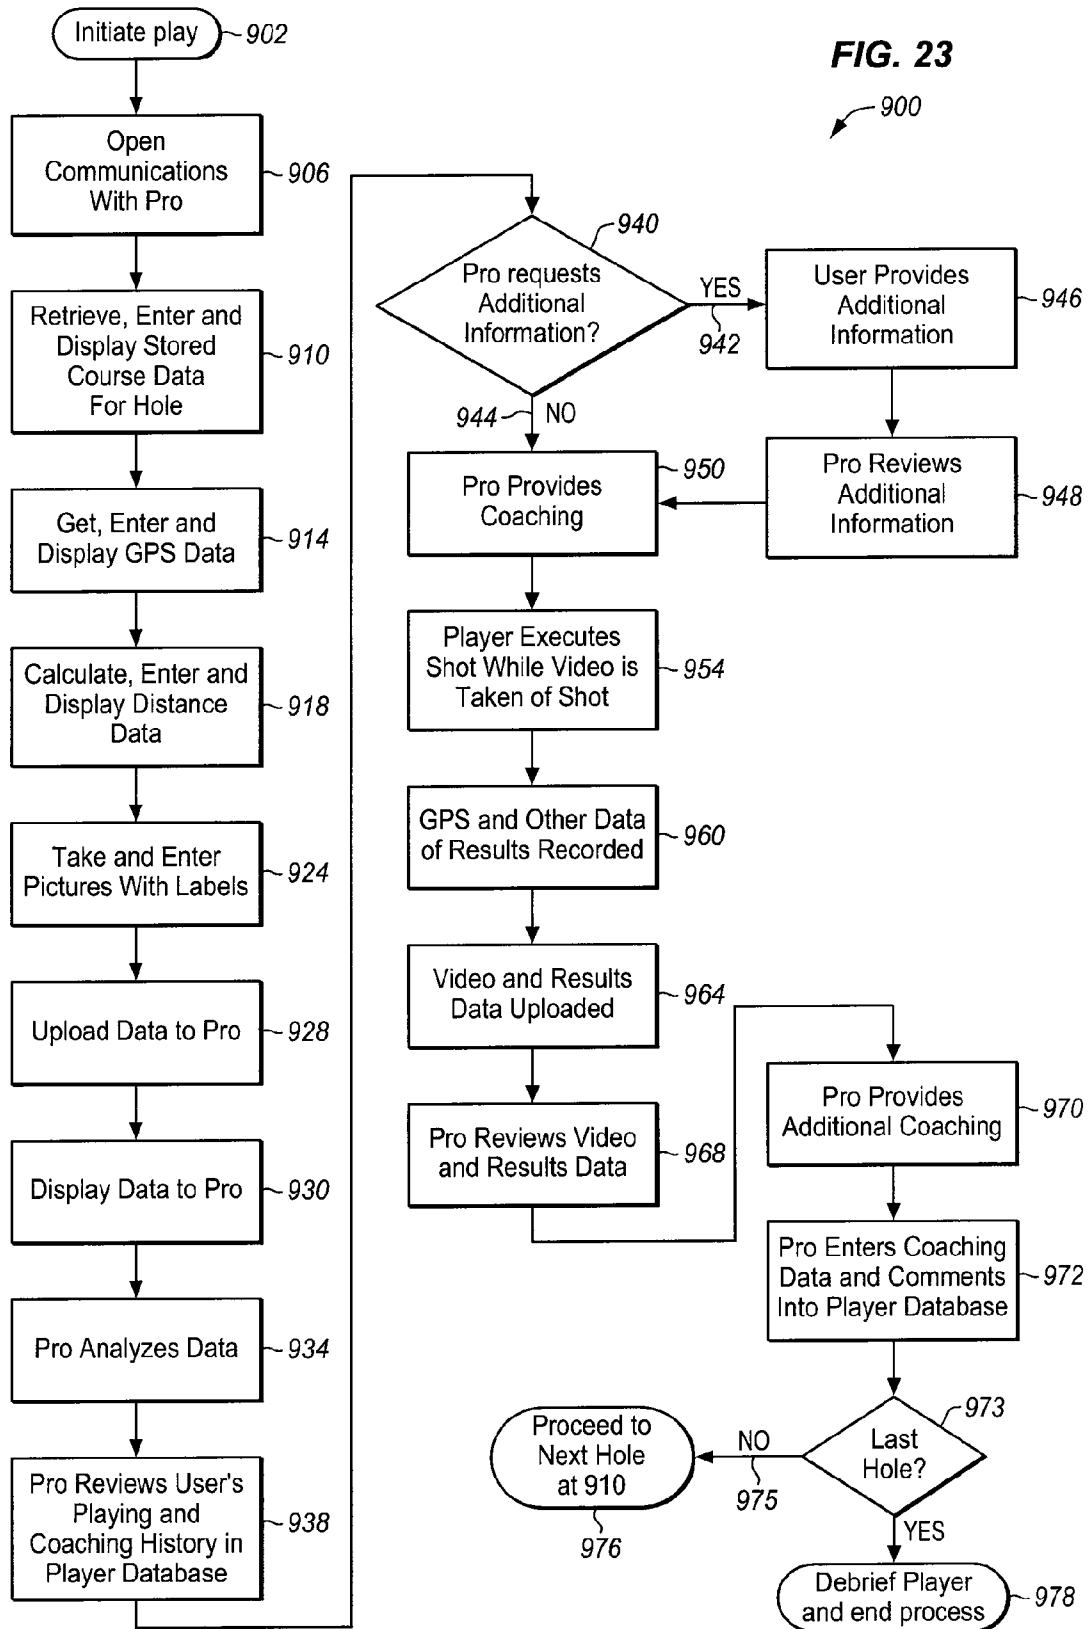 FIG. 23
900
Initiate play
902
Open
Communications
With Pro
906
Retrieve, Enter and
Display Stored
Course Data
For Hole
910
Get, Enter and
Display GPS Data
914
Calculate, Enter and
Display Distance
Data
918
Take and Enter
Pictures With Labels
924
Upload Data to Pro
928
Display Data to Pro
930
Pro Analyzes Data
934
Pro Reviews User's
Playing and
Coaching History in
Player Database
938
Pro requests
Additional
Information?
940
YES
942
User Provides
Additional
Information
946
Pro Reviews
Additional
Information
948
944
NO
Pro Provides
Coaching
950
Player Executes
Shot While Video is
Taken of Shot
954
GPS and Other Data
of Results Recorded
960
Video and Results
Data Uploaded
964
Pro Reviews Video
and Results Data
968
Pro Provides
Additional Coaching
970
Pro Enters Coaching
Data and Comments
Into Player Database
972
Last
Hole?
973
NO
975
Proceed to
Next Hole
at 910
976
YES
Debrief Player
and end process
978